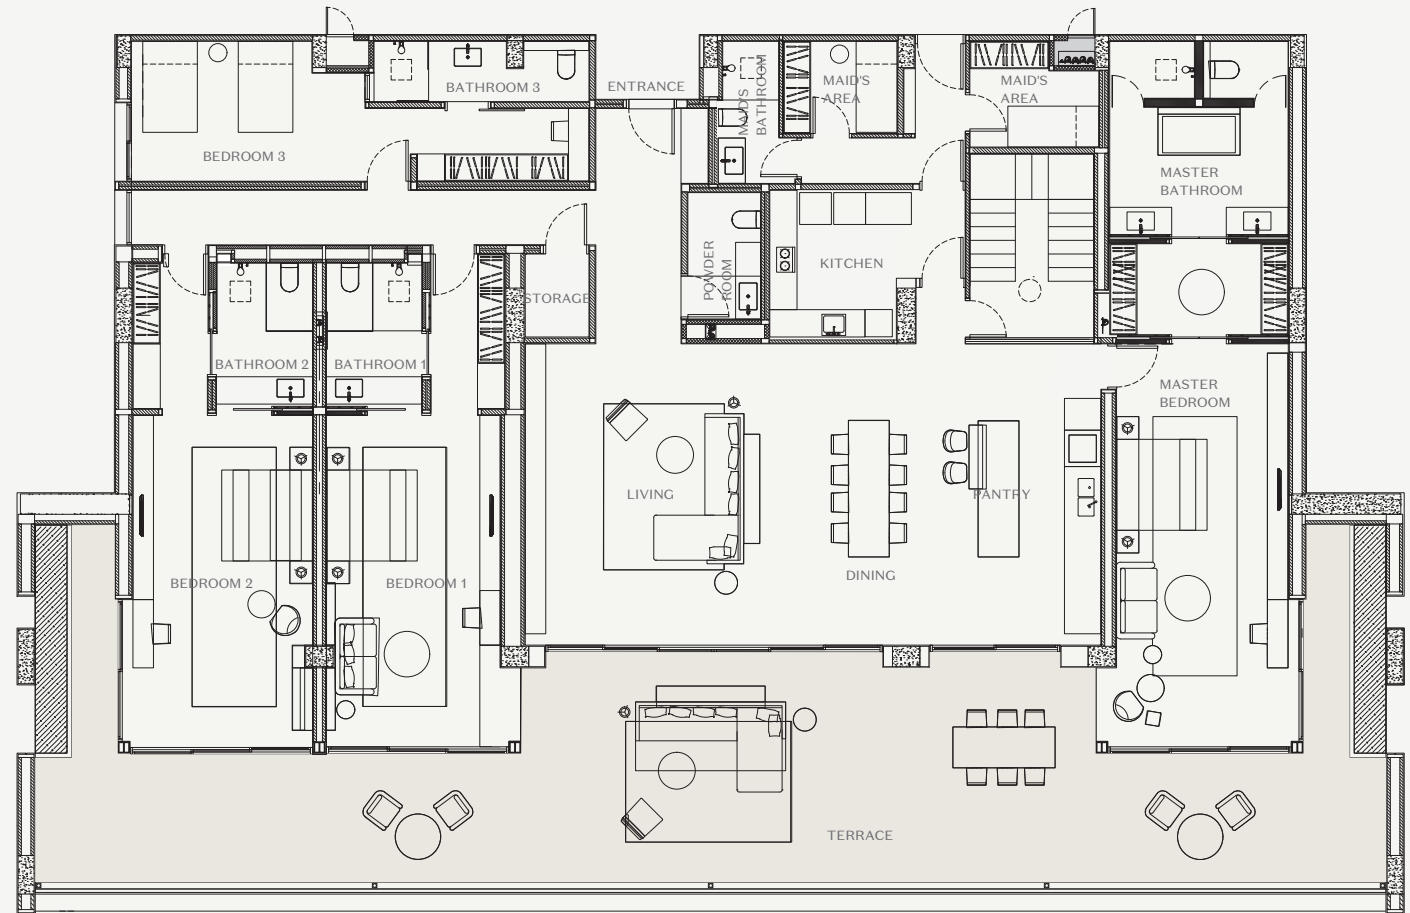 BATHROOM 3
ENTRANCE
MAID'S
BATHROOM
MAID'S
AREA
MAID'S
AREA
BEDROOM 3
MASTER
BATHROOM
POWDER
ROOM
KITCHEN
STORAGE
BATHROOM 2
BATHROOM 1
MASTER
BEDROOM
LIVING
PANTRY
DINING
BEDROOM 2
BEDROOM 1
TERRACE